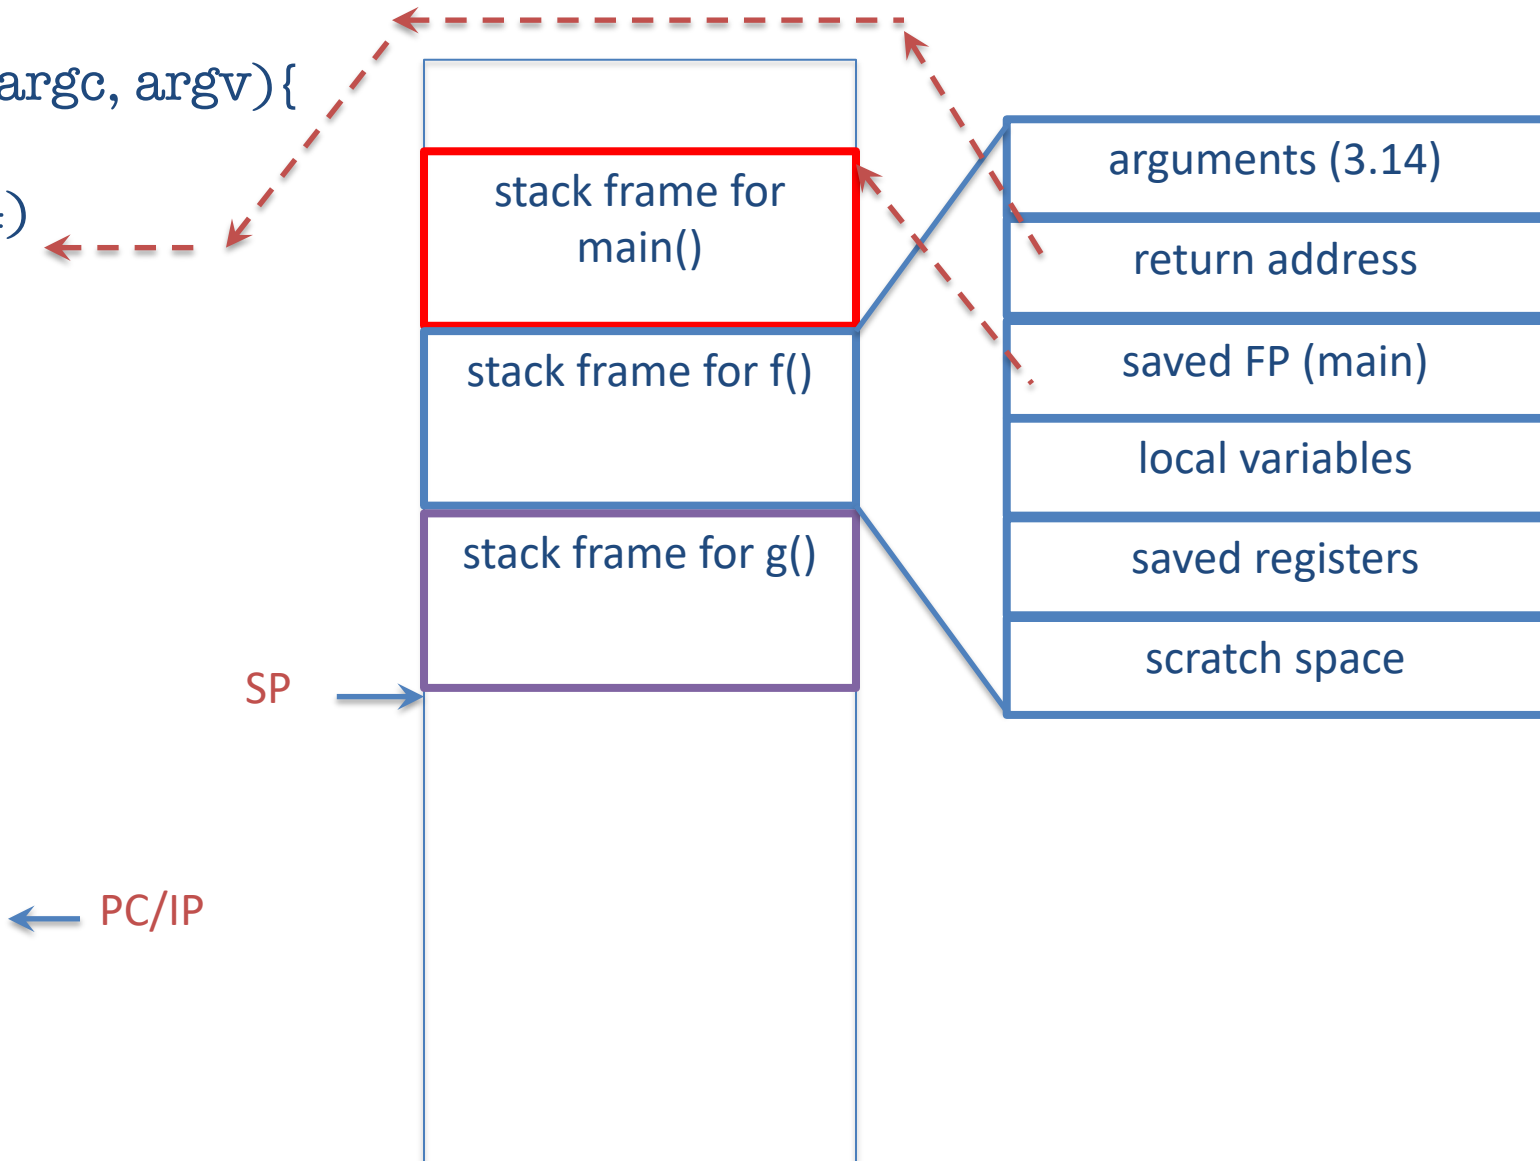 argc, argv){
)
stack frame for
main()
stack frame for f()
stack frame for g()
SP
PC/IP
arguments (3.14)
return address
saved FP (main)
local variables
saved registers
scratch space